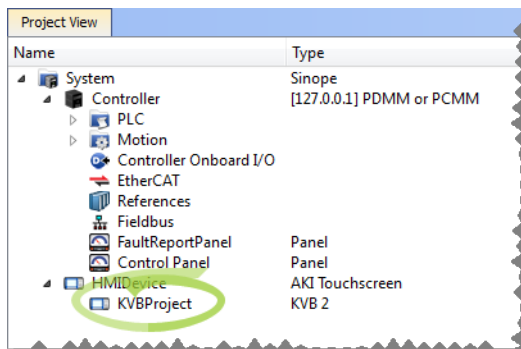 Project View
Name Type
System Sinope
Controller [127.0.0.1] PDMM or PCMM
PLC
Motion
Controller Onboard I/O
EtherCAT
References
Fieldbus
FaultReportPanel Panel
Control Panel Panel
HMIDevice AKI Touchscreen
KVBProject KVB 2